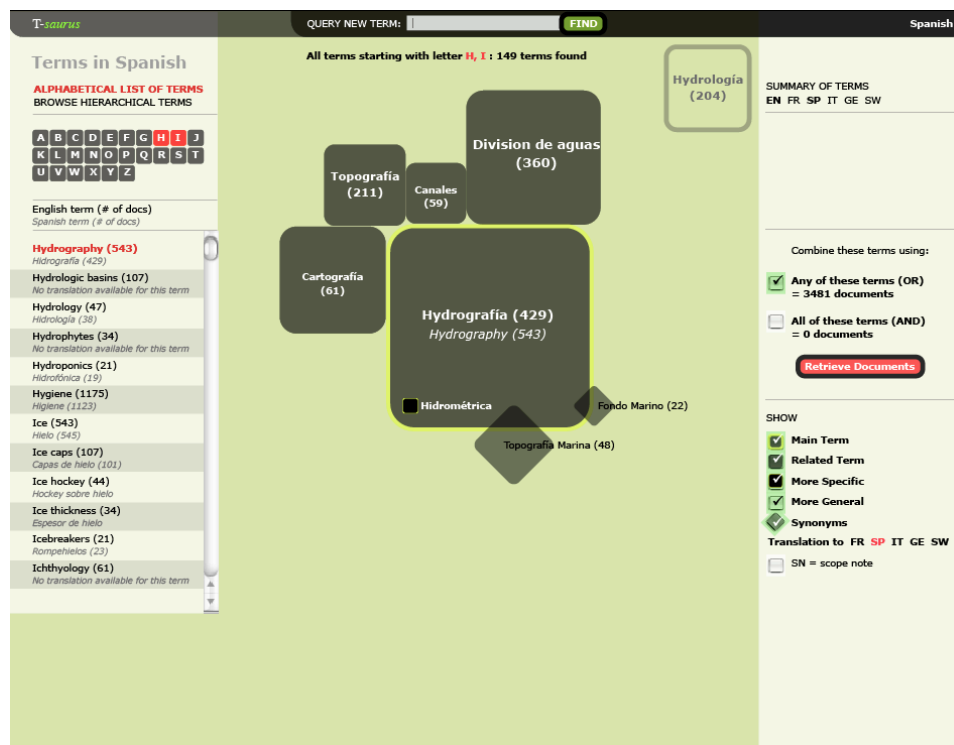 T-saurus
QUERY NEW TERM:
FIND
Spanish
Terms in Spanish
ALPHABETICAL LIST OF TERMS
BROWSE HIERARCHICAL TERMS
A B C D E F G H I J
K L M N O P Q R S T
U V W X Y Z
English term (# of docs)
Spanish term (# of docs)
Hydrography (543)
Hidrografía (429)
Hydrologic basins (107)
No translation available for this term
Hydrology (47)
Hidrología (38)
Hydrophytes (34)
No translation available for this term
Hydroponics (21)
Hidrofónica (19)
Hygiene (1175)
Higiene (1123)
Ice (543)
Hielo (545)
Ice caps (107)
Capas de hielo (101)
Ice hockey (44)
Hockey sobre hielo
Ice thickness (34)
Espesor de hielo
Icebreakers (21)
Rompehielos (23)
Ichthyology (61)
No translation available for this term
All terms starting with letter H, I : 149 terms found
Hydrología
(204)
Division de aguas
(360)
Topografía
(211)
Canales
(59)
Cartografía
(61)
Hydrografía (429)
Hydrography (543)
Hidrométrica
Fondo Marino (22)
Topografía Marina (48)
SUMMARY OF TERMS
EN FR SP IT GE SW
Combine these terms using:
Any of these terms (OR)
= 3481 documents
All of these terms (AND)
= 0 documents
Retrieve Documents
SHOW
Main Term
Related Term
More Specific
More General
Synonyms
Translation to FR SP IT GE SW
SN = scope note